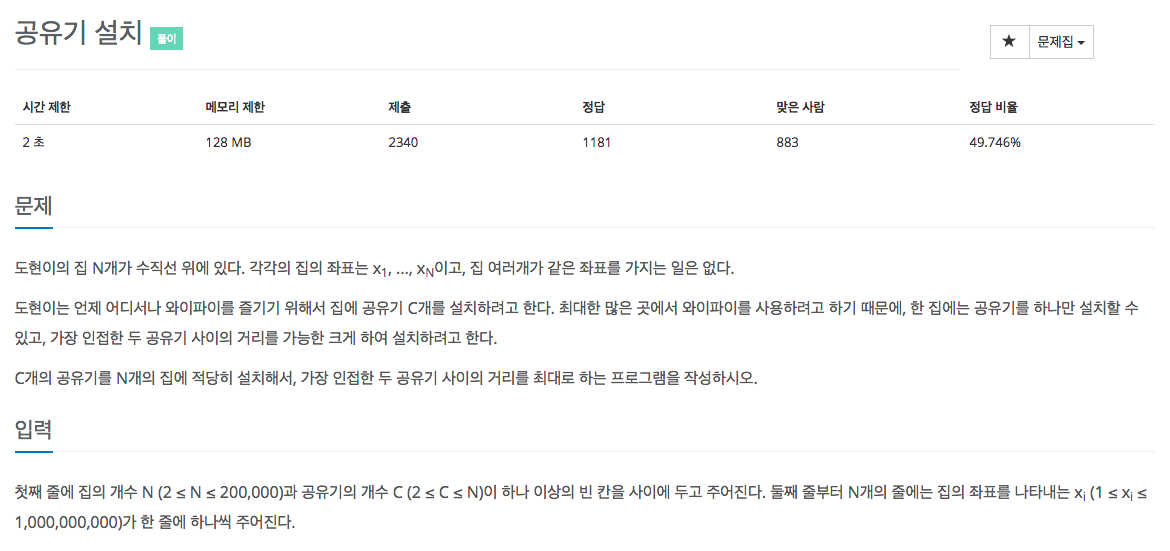 공유기 설치 풀이
★ 문제집
시간 제한 메모리 제한 제출 정답 맞은 사람 정답 비율
2 초 128 MB 2340 1181 883 49.746%
문제
도현이의 집 N개가 수직선 위에 있다. 각각의 집의 좌표는 x1, ..., xN이고, 집 여러개가 같은 좌표를 가지는 일은 없다.
도현이는 언제 어디서나 와이파이를 즐기기 위해서 집에 공유기 C개를 설치하려고 한다. 최대한 많은 곳에서 와이파이를 사용하려고 하기 때문에, 한 집에는 공유기를 하나만 설치할 수
있고, 가장 인접한 두 공유기 사이의 거리를 가능한 크게 하여 설치하려고 한다.
C개의 공유기를 N개의 집에 적당히 설치해서, 가장 인접한 두 공유기 사이의 거리를 최대로 하는 프로그램을 작성하시오.
입력
첫째 줄에 집의 개수 N (2 ≤ N ≤ 200,000)과 공유기의 개수 C (2 ≤ C ≤ N)이 하나 이상의 빈 칸을 사이에 두고 주어진다. 둘째 줄부터 N개의 줄에는 집의 좌표를 나타내는 xi (1 ≤ xi ≤
1,000,000,000)가 한 줄에 하나씩 주어진다.